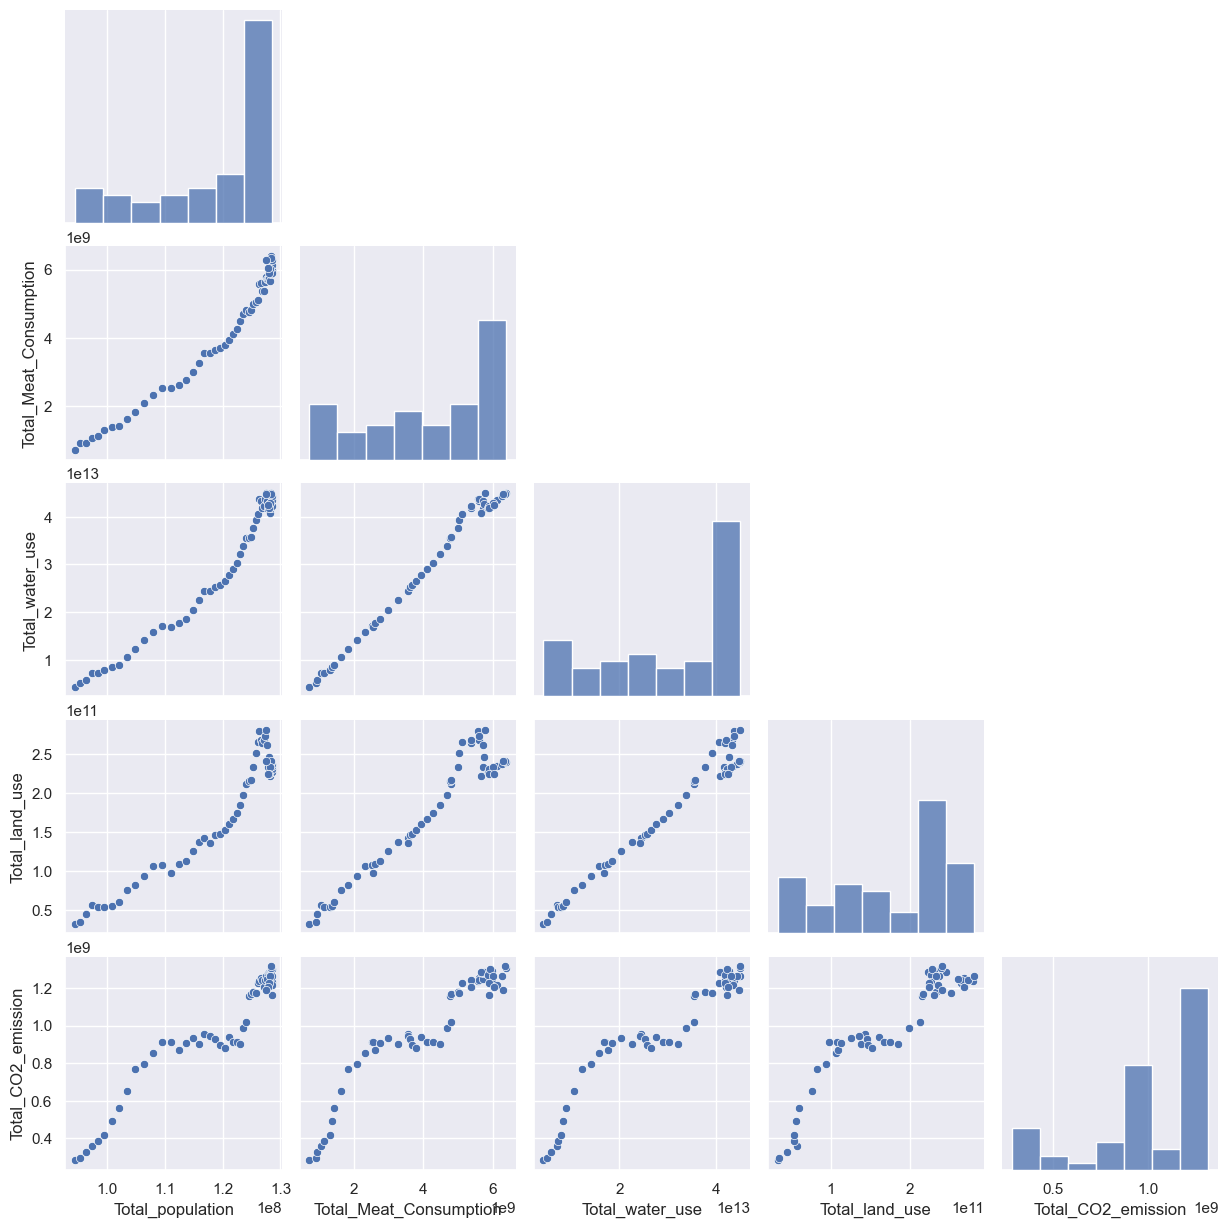 1e9
Total_Meat_Consumption
6
4
2
1e13
Total_water_use
4
3
2
1
1e11
Total_land_use
2.5
2.0
1.5
1.0
0.5
1e9
Total_CO2_emission
1.2
1.0
0.8
0.6
0.4
1.0 1.1 1.2 1.3 2 4 6 2 4 1 2 0.5 1.0
Total_population 1e8 Total_Meat_Consumption 1e9 Total_water_use 1e13 Total_land_use 1e11 Total_CO2_emission 1e9